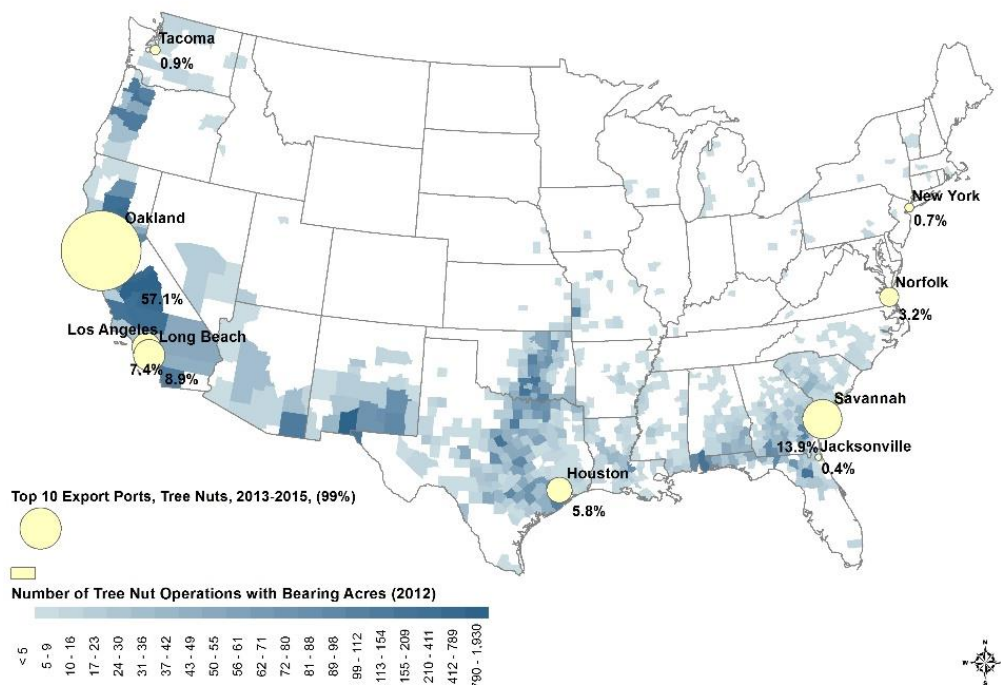 Tacoma
0.9%
Oakland
57.1%
Los Angeles
Long Beach
7.4%
8.9%
New York
0.7%
Norfolk
3.2%
Savannah
13.9%
Jacksonville
0.4%
Houston
5.8%
Top 10 Export Ports, Tree Nuts, 2013-2015, (99%)
Number of Tree Nut Operations with Bearing Acres (2012)
< 5
5 - 9
10 - 16
17 - 23
24 - 30
31 - 36
37 - 42
43 - 49
50 - 55
56 - 61
62 - 71
72 - 80
81 - 88
89 - 98
99 - 112
113 - 154
155 - 209
210 - 411
412 - 789
790 - 1,930
N
W
E
S